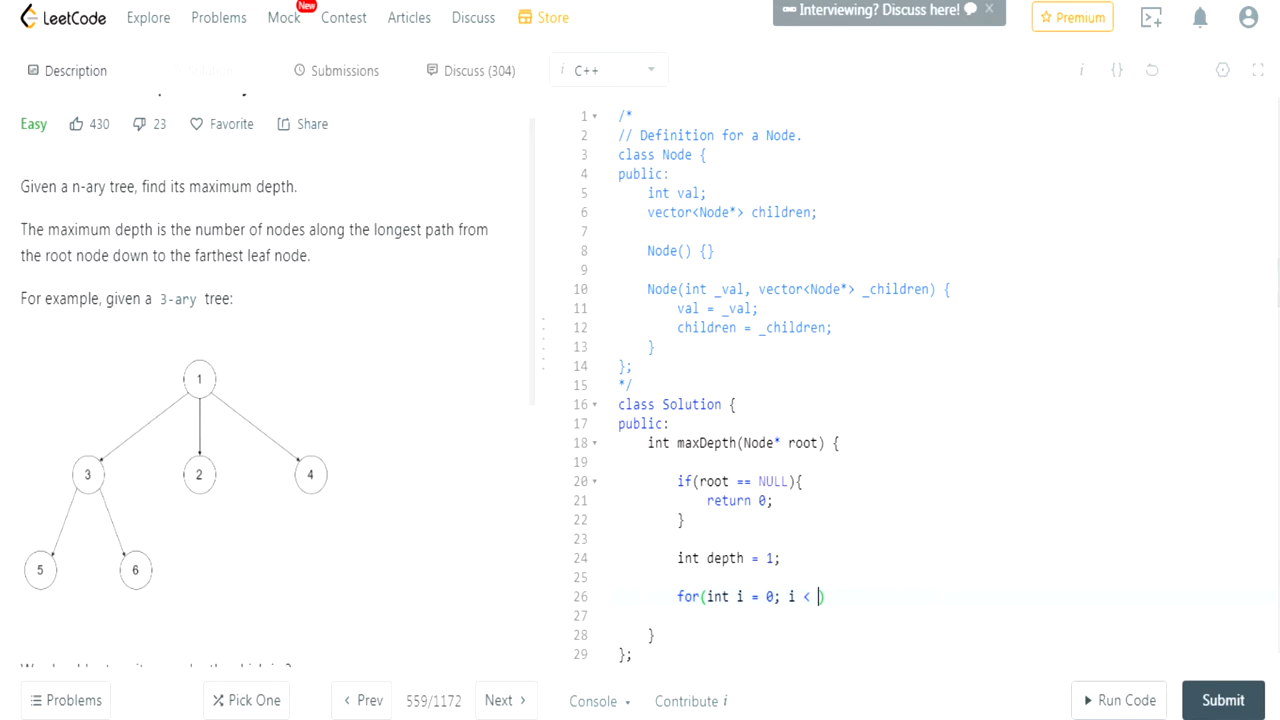 LeetCode Explore Problems Mock New Contest Articles Discuss Store
Interviewing? Discuss here! Premium
Description Submissions Discuss (304) i C++
Easy 430 23 Favorite Share
Given a n-ary tree, find its maximum depth.
The maximum depth is the number of nodes along the longest path from
the root node down to the farthest leaf node.
For example, given a 3-ary tree:
1
3 2 4
5 6
1 /*
2 // Definition for a Node.
3 class Node {
4 public:
5 int val;
6 vector<Node*> children;
7
8 Node() {}
9
10 Node(int _val, vector<Node*> _children) {
11 val = _val;
12 children = _children;
13 }
14 };
15 */
16 class Solution {
17 public:
18 int maxDepth(Node* root) {
19
20 if(root == NULL){
21 return 0;
22 }
23
24 int depth = 1;
25
26 for(int i = 0; i < )
27
28 }
29 };
Problems Pick One Prev 559/1172 Next Console Contribute i Run Code Submit